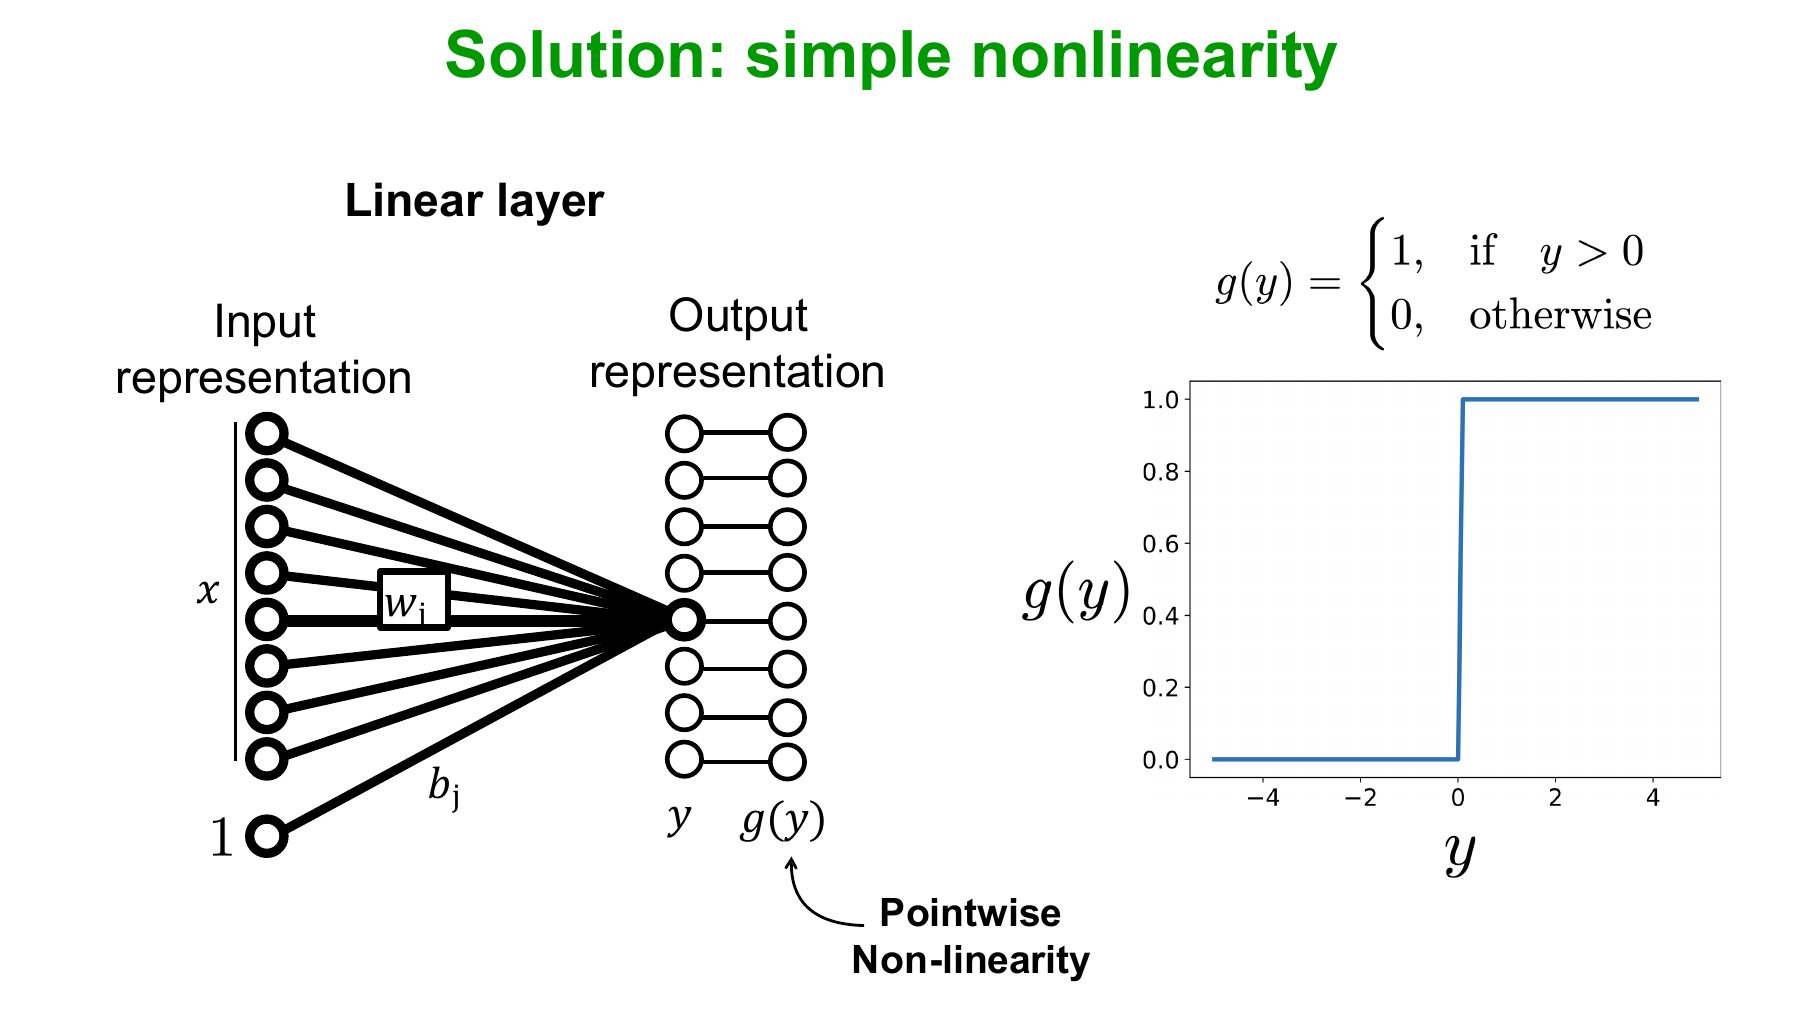 Solution: simple nonlinearity
Linear layer
Input
representation
Output
representation
x
w_j
b_j
1
y
g(y)
Pointwise
Non-linearity
g(y) = { 1, if y > 0
0, otherwise
g(y)
1.0
0.8
0.6
0.4
0.2
0.0
−4 −2 0 2 4
y